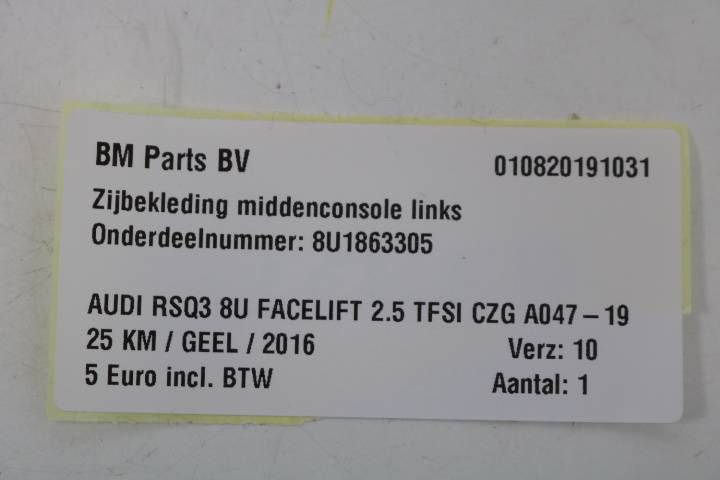 BM Parts BV 010820191031
Zijbekleding middenconsole links
Onderdeelnummer: 8U1863305
AUDI RSQ3 8U FACELIFT 2.5 TFSI CZG A047-19
25 KM / GEEL / 2016 Verz: 10
5 Euro incl. BTW Aantal: 1